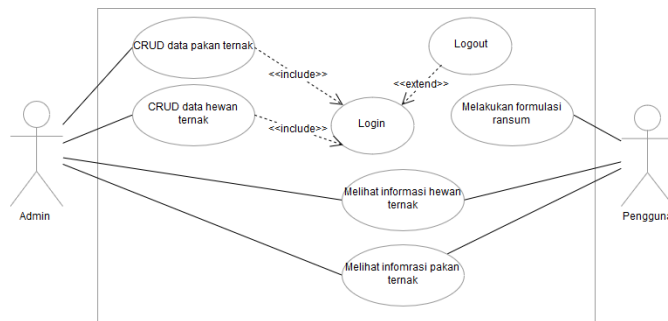 CRUD data pakan ternak
Logout
<<include>>
<<extend>>
CRUD data hewan
ternak
Melakukan formulasi
ransum
<<include>>
Login
Melihat informasi hewan
ternak
Admin
Pengguna
Melihat infomrasi pakan
ternak